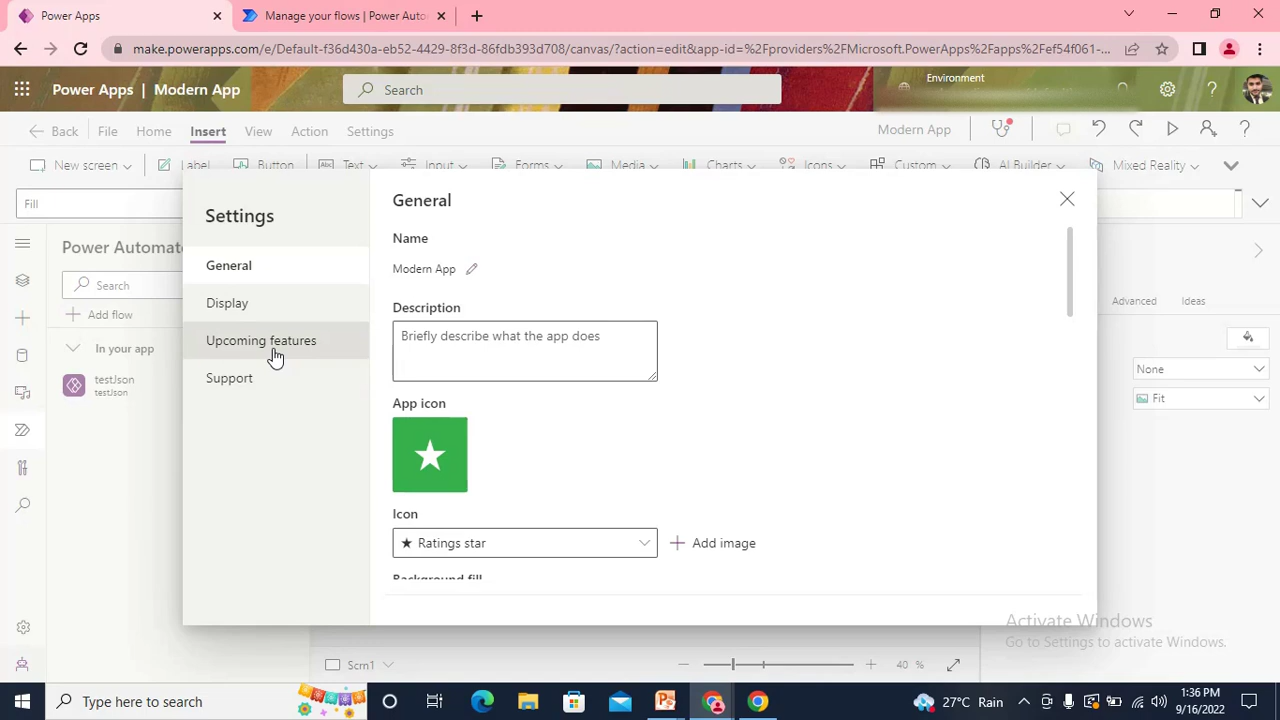 Power Apps
Manage your flows | Power Auto
make.powerapps.com/e/Default-f36d430a-eb52-4429-8f3d-86fdb393d708/canvas/?action=edit&app-id=%2Fproviders%2FMicrosoft.PowerApps%2Fapps%2Fef54f061-...
Power Apps | Modern App
Search
Environment
Back File Home Insert View Action Settings
Modern App
New screen Label Button Text Input Forms Media Charts Icons Custom AI Builder Mixed Reality
Fill
Power Automate
Search
Add flow
In your app
testJson
testJson
Settings
General
Display
Upcoming features
Support
General
Name
Modern App
Description
Briefly describe what the app does
App icon
Icon
Ratings star
Add image
Background fill
Advanced Ideas
None
Fit
Activate Windows
Go to Settings to activate Windows.
Scrn1
40 %
Type here to search
27°C Rain
1:36 PM
9/16/2022